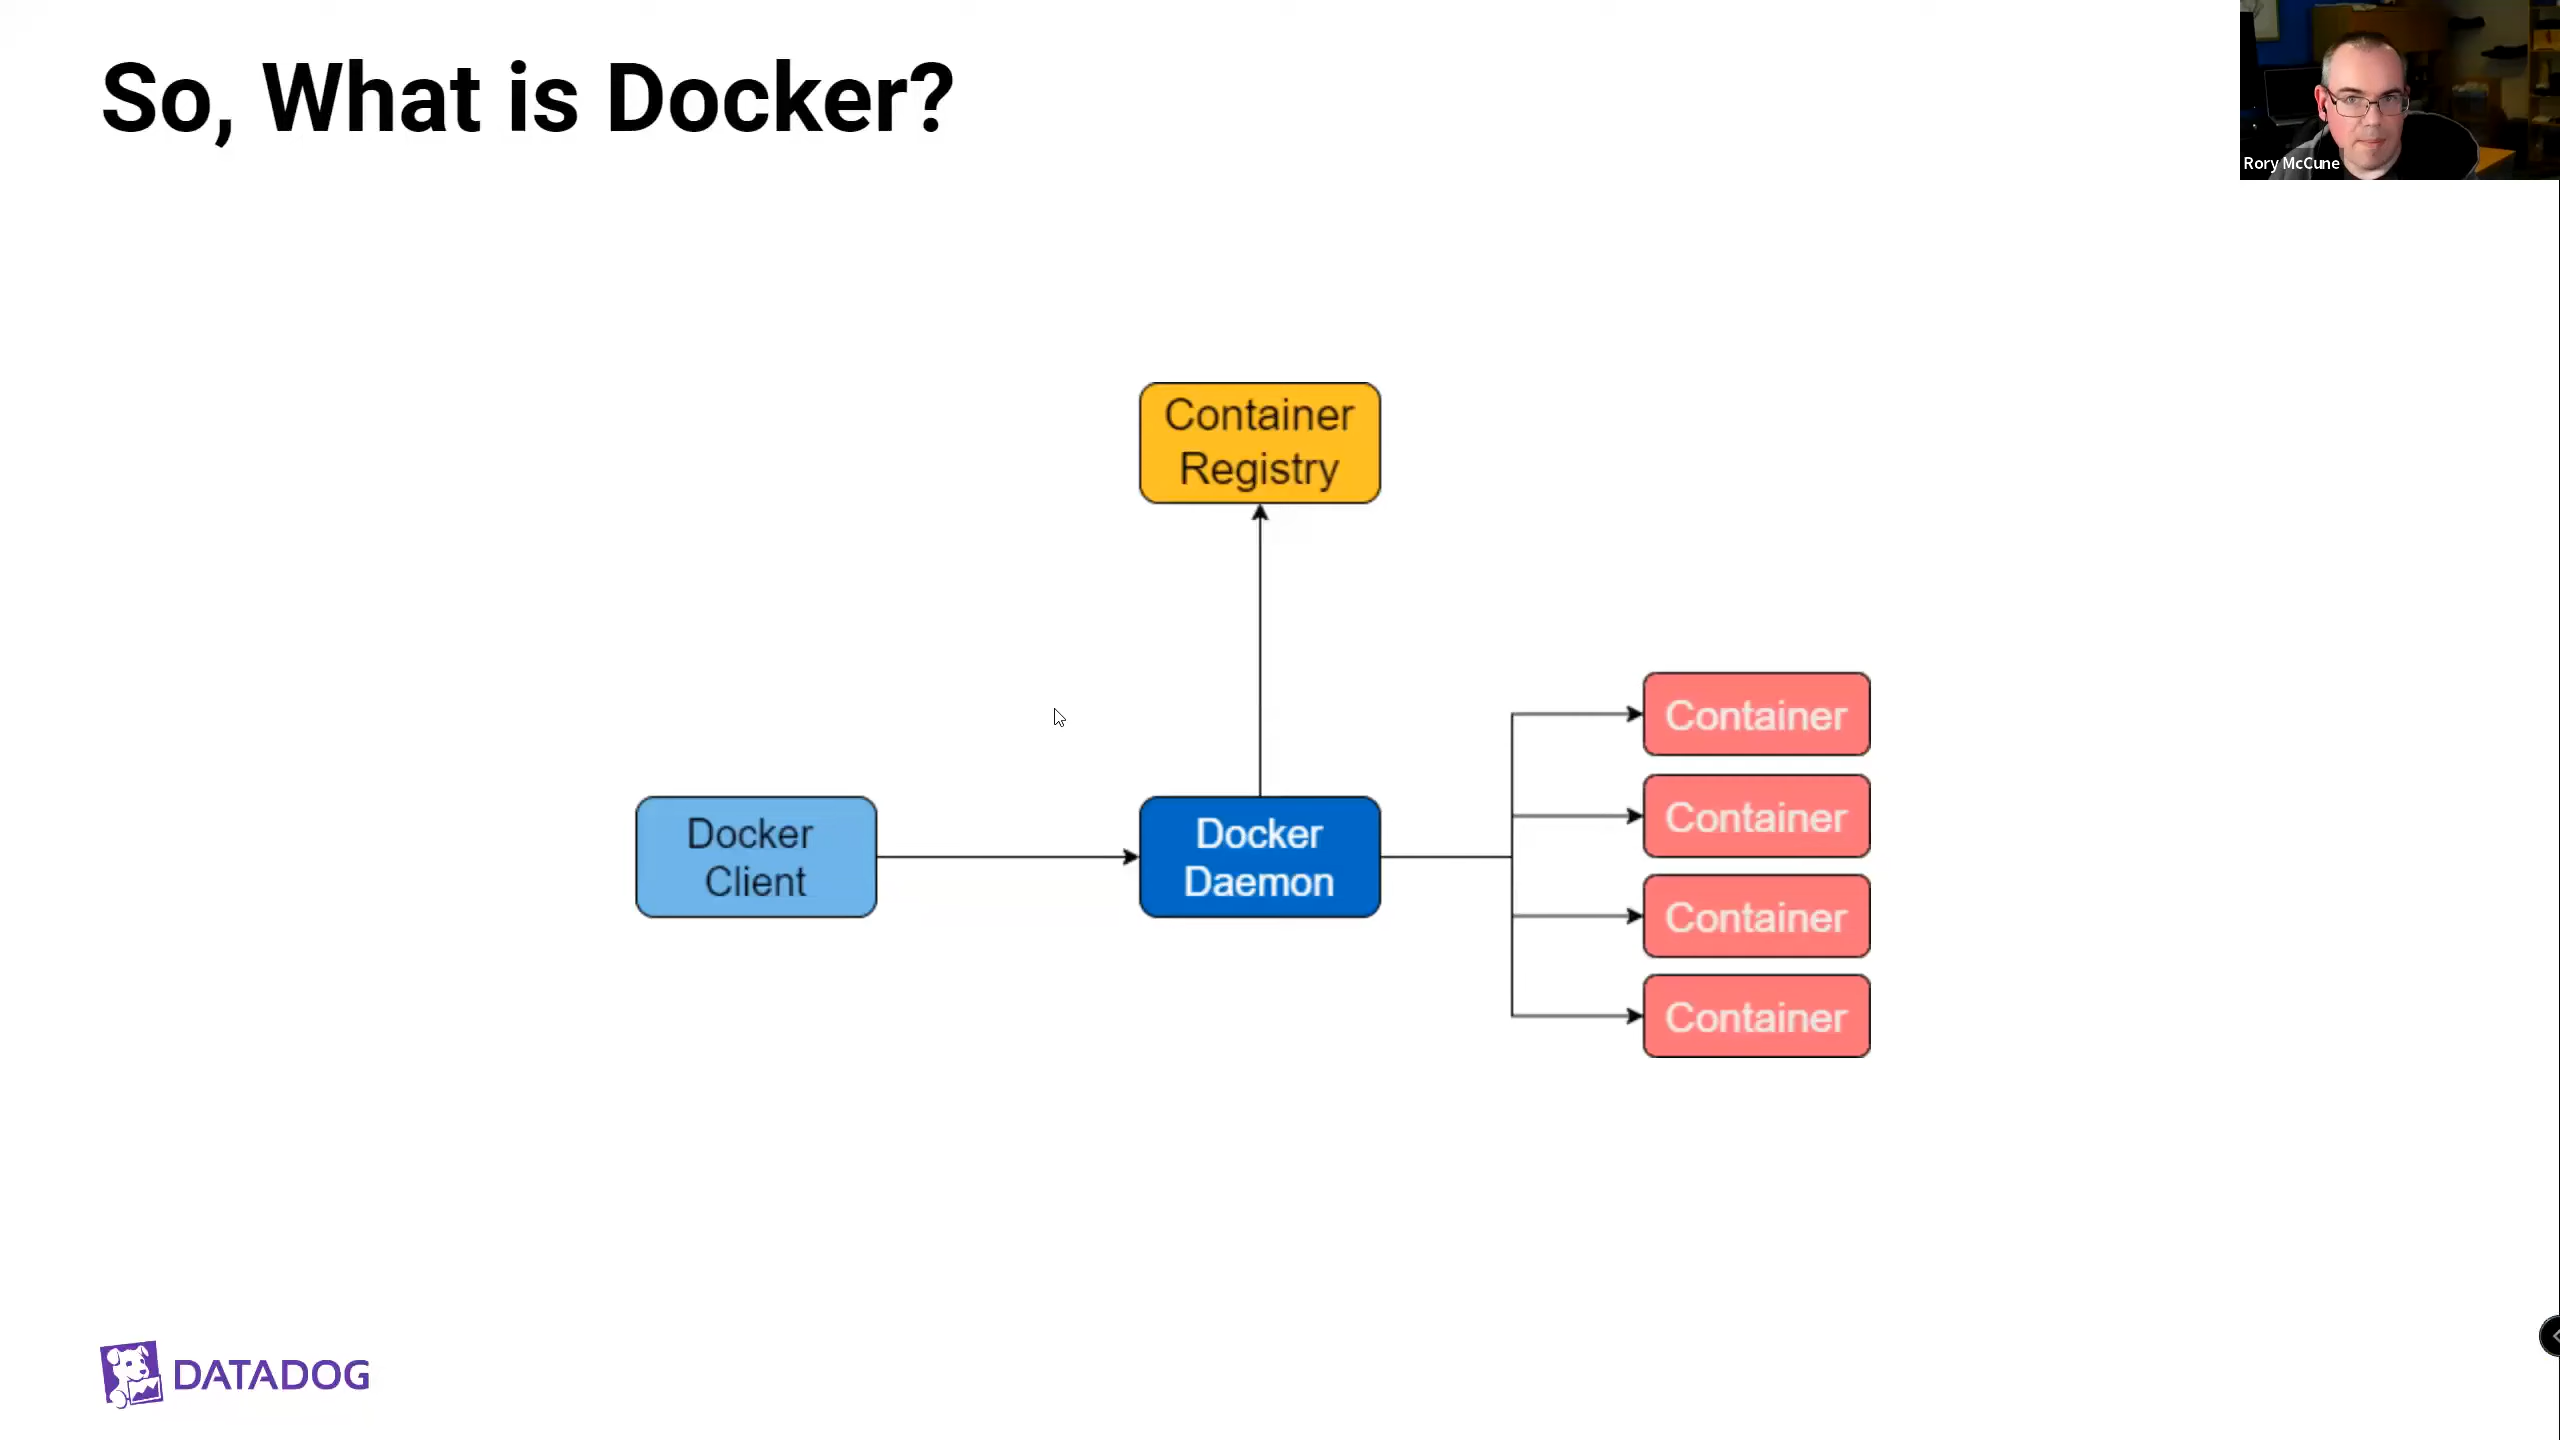 So, What is Docker?
Rory McCune
Container
Registry
Docker
Client
Docker
Daemon
Container
Container
Container
Container
DATADOG